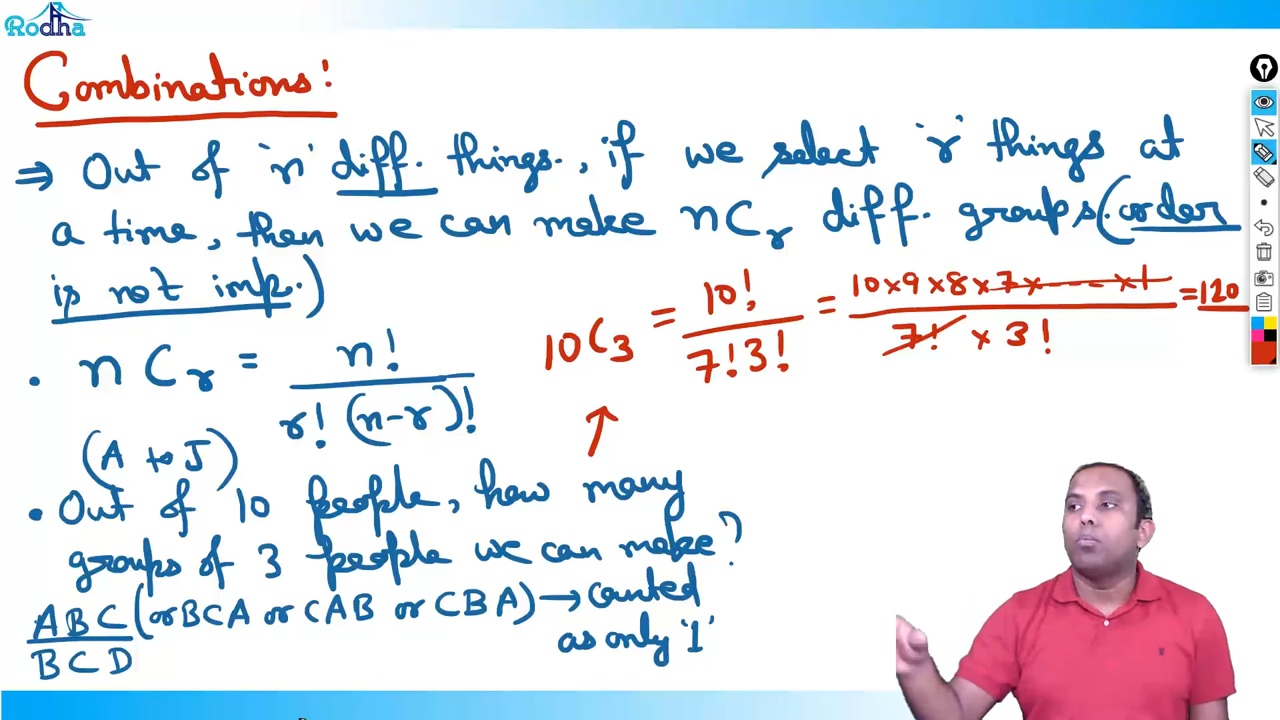 Rodha
Combinations:
⇒ Out of 'n' diff. things., if we select 'r' things at
a time, then we can make nCr diff. groups (order
is not imp.)
• nCr = n! / r! (n-r)!
10C3 = 10! / 7! 3! = 10×9×8×7×-----×1 / 7! × 3! = 120
(A to J)
• Out of 10 people, how many
groups of 3 people we can make?
ABC (or BCA or CAB or CBA) → counted
as only '1'
BCD